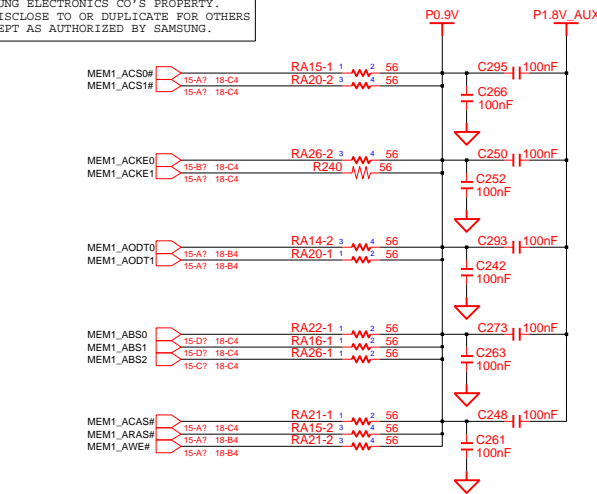 UNG ELECTRONICS CO'S PROPERTY.
ISCLOSE TO OR DUPLICATE FOR OTHERS
EPT AS AUTHORIZED BY SAMSUNG.
P0.9V P1.8V_AUX
MEM1_ACS0# 15-A? 18-C4 RA15-1 1 2 56 C295 100nF
MEM1_ACS1# 15-A? 18-C4 RA20-2 3 4 56
C266
100nF
MEM1_ACKE0 15-B? 18-C4 RA26-2 3 4 56 C250 100nF
MEM1_ACKE1 15-A? 18-C4 R240 56
C252
100nF
MEM1_AODT0 15-A? 18-B4 RA14-2 3 4 56 C293 100nF
MEM1_AODT1 15-A? 18-B4 RA20-1 1 2 56
C242
100nF
MEM1_ABS0 15-D? 18-C4 RA22-1 1 2 56 C273 100nF
MEM1_ABS1 15-D? 18-C4 RA16-1 1 2 56
MEM1_ABS2 15-C? 18-C4 RA26-1 1 2 56
C263
100nF
MEM1_ACAS# 15-A? 18-C4 RA21-1 1 2 56 C248 100nF
MEM1_ARAS# 15-A? 18-B4 RA15-2 3 4 56
MEM1_AWE# 15-A? 18-B4 RA21-2 3 4 56
C261
100nF